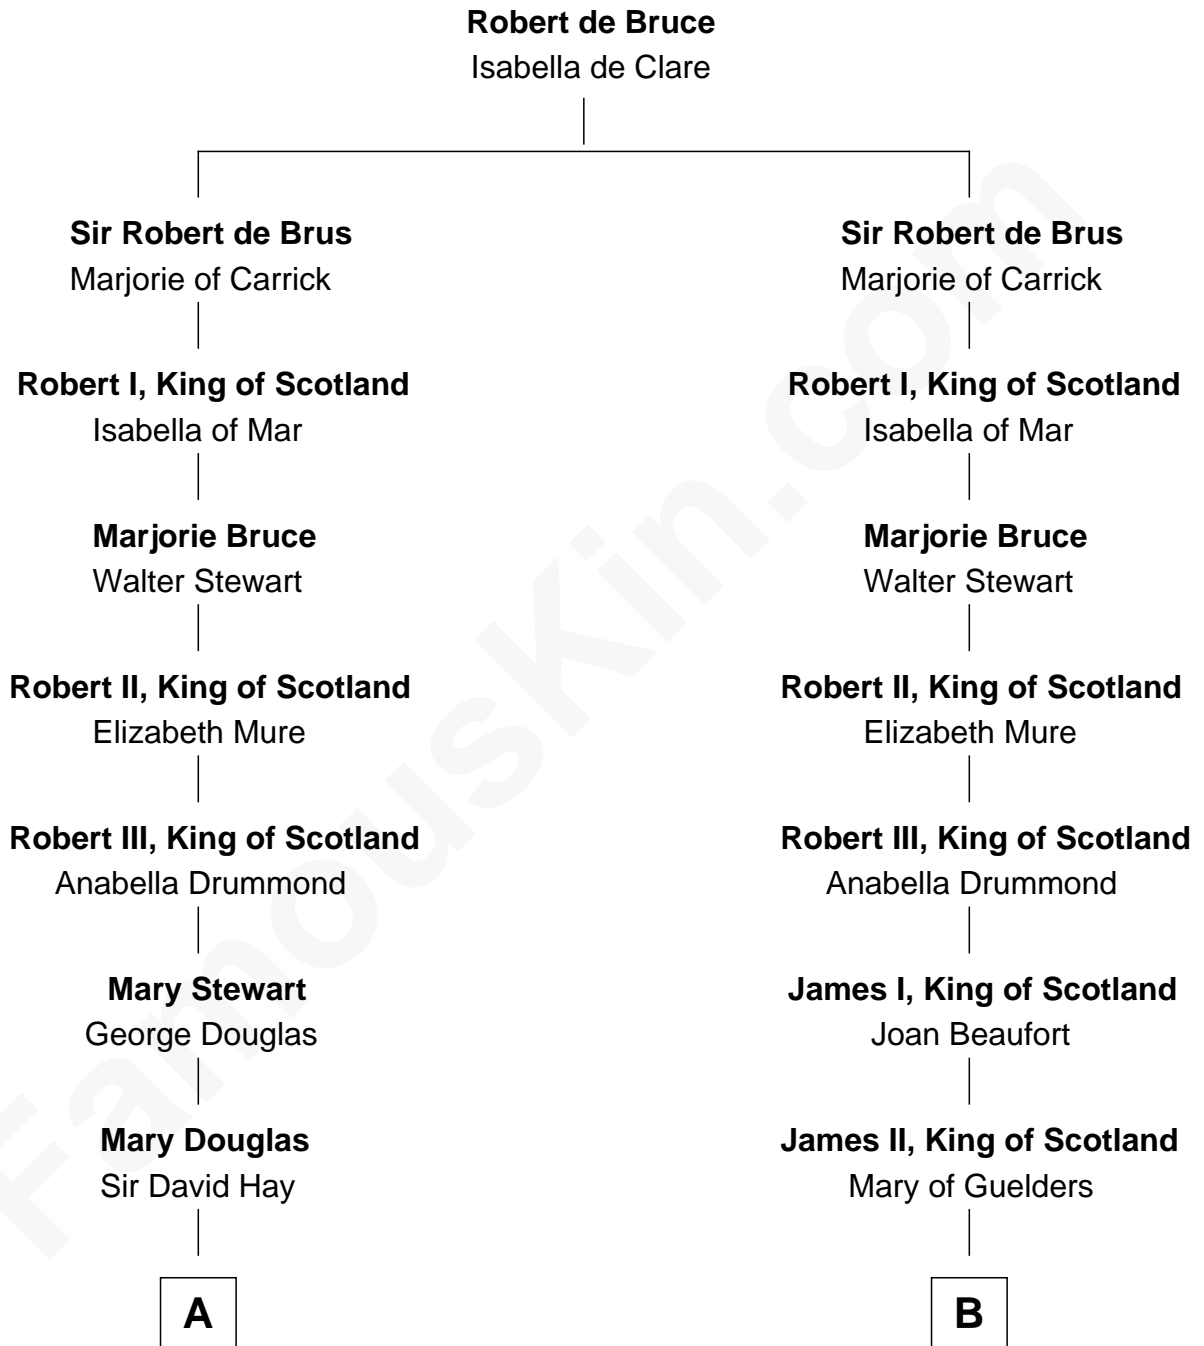 Robert de Bruce
Isabella de Clare
Sir Robert de Brus
Marjorie of Carrick
Robert I, King of Scotland
Isabella of Mar
Marjorie Bruce
Walter Stewart
Robert II, King of Scotland
Elizabeth Mure
Robert III, King of Scotland
Anabella Drummond
Mary Stewart
George Douglas
Mary Douglas
Sir David Hay
A
Sir Robert de Brus
Marjorie of Carrick
Robert I, King of Scotland
Isabella of Mar
Marjorie Bruce
Walter Stewart
Robert II, King of Scotland
Elizabeth Mure
Robert III, King of Scotland
Anabella Drummond
James I, King of Scotland
Joan Beaufort
James II, King of Scotland
Mary of Guelders
B
FamousKin.com